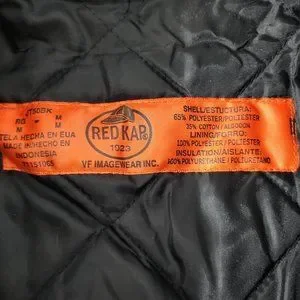 JT50BK
RG - M
M M
TELA HECHA EN EUA
MADE IN/HECHO EN
INDONESIA
RED KAP®
1923
VF IMAGEWEAR INC.
SHELL/ESTUCTURA:
65% POLYESTER/POLIESTER
35% COTTON/ALGODON
LINING/FORRO:
100% POLYESTER / POLIESTER
INSULATION/AISLANTE:
100% POLYURETHANE / POLIURETANO